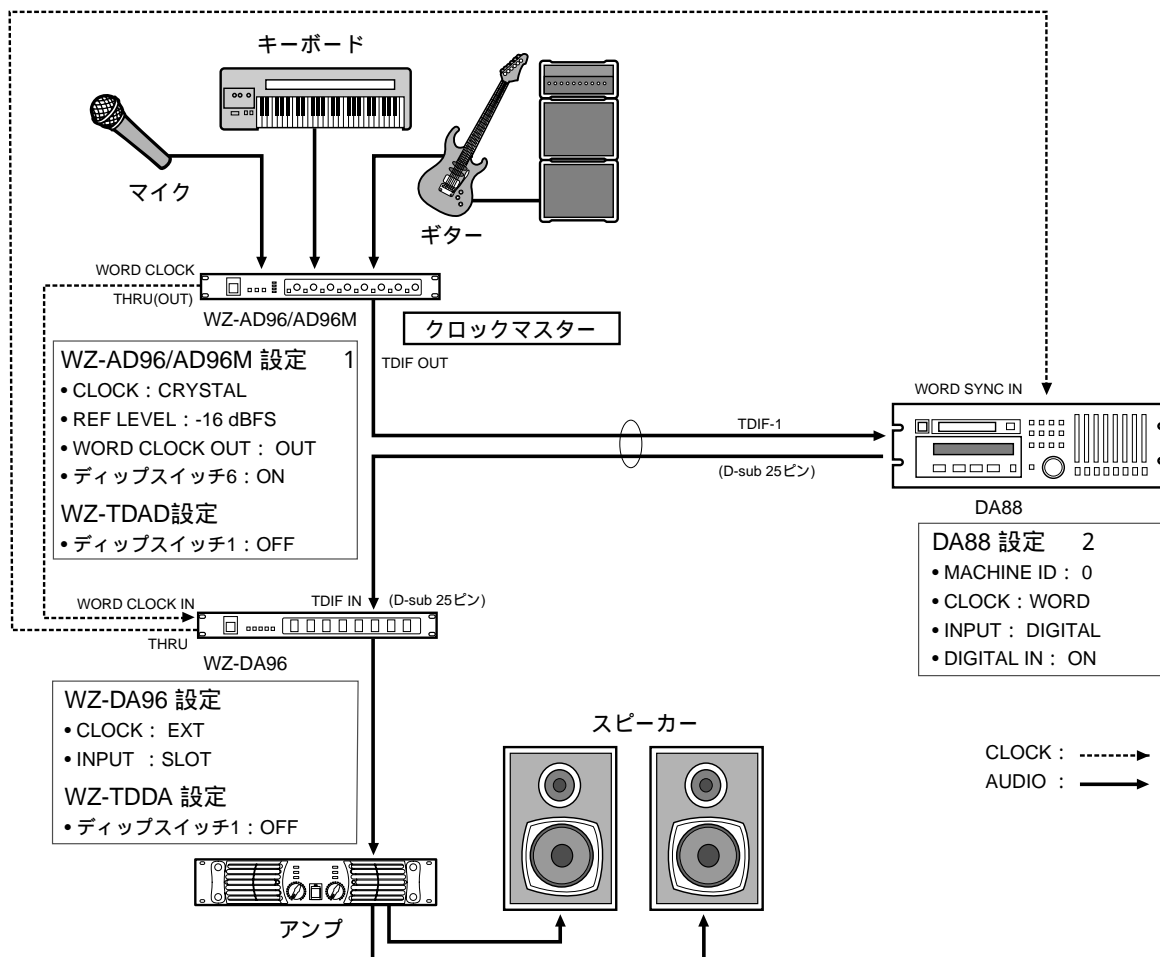 キーボード
マイク
ギター
WORD CLOCK
THRU(OUT)
WZ-AD96/AD96M
クロックマスター
WZ-AD96/AD96M 設定 1
• CLOCK：CRYSTAL
• REF LEVEL：-16 dBFS
• WORD CLOCK OUT： OUT
• ディップスイッチ6：ON
WZ-TDAD設定
• ディップスイッチ1：OFF
TDIF OUT
TDIF-1
(D-sub 25ピン)
WORD SYNC IN
DA88
DA88 設定 2
• MACHINE ID： 0
• CLOCK：WORD
• INPUT： DIGITAL
• DIGITAL IN： ON
WORD CLOCK IN
TDIF IN
(D-sub 25ピン)
THRU
WZ-DA96
WZ-DA96 設定
• CLOCK： EXT
• INPUT ：SLOT
WZ-TDDA 設定
• ディップスイッチ1：OFF
スピーカー
CLOCK：
AUDIO ：
アンプ